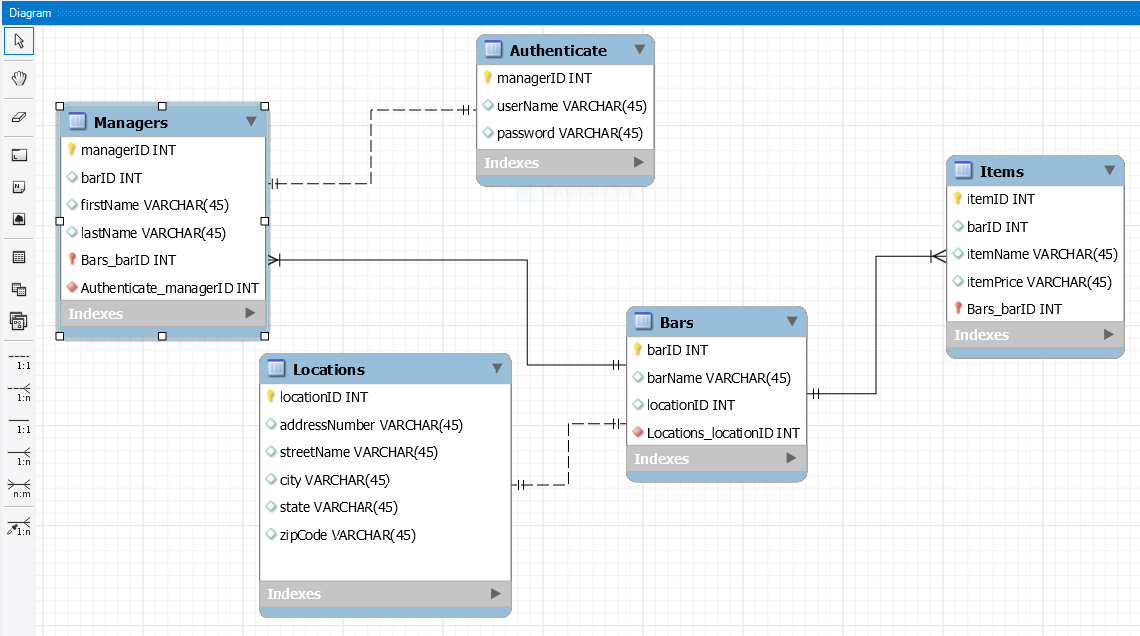 Diagram
Authenticate
managerID INT
userName VARCHAR(45)
password VARCHAR(45)
Indexes
Managers
managerID INT
barID INT
firstName VARCHAR(45)
lastName VARCHAR(45)
Bars_barID INT
Authenticate_managerID INT
Indexes
Items
itemID INT
barID INT
itemName VARCHAR(45)
itemPrice VARCHAR(45)
Bars_barID INT
Indexes
Bars
barID INT
barName VARCHAR(45)
locationID INT
Locations_locationID INT
Indexes
Locations
locationID INT
addressNumber VARCHAR(45)
streetName VARCHAR(45)
city VARCHAR(45)
state VARCHAR(45)
zipCode VARCHAR(45)
Indexes
1:1
1:n
1:1
1:n
n:m
1:n